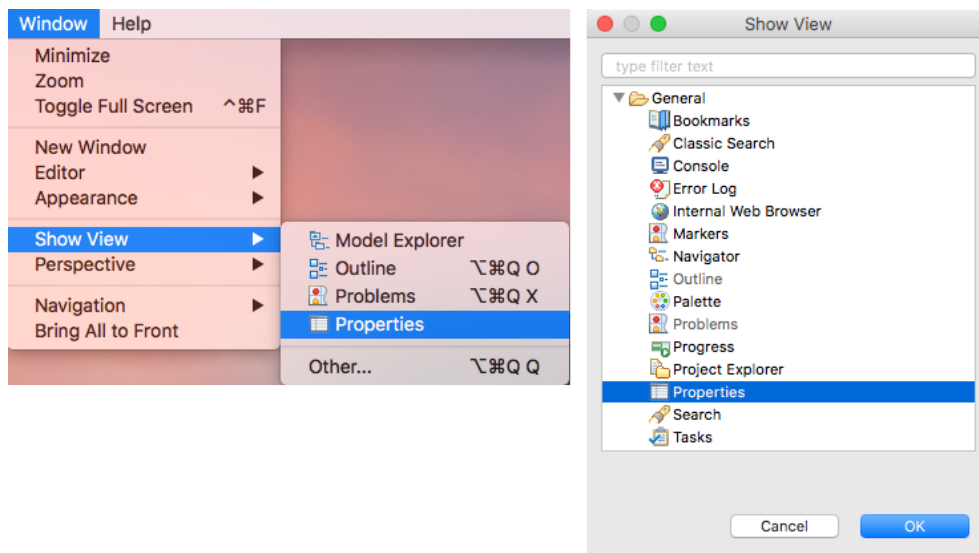 Window Help
Minimize
Zoom
Toggle Full Screen ^⌘F
New Window
Editor
Appearance
Show View
Perspective
Navigation
Bring All to Front
Model Explorer
Outline ⌥⌘Q O
Problems ⌥⌘Q X
Properties
Other... ⌥⌘Q Q
Show View
type filter text
General
Bookmarks
Classic Search
Console
Error Log
Internal Web Browser
Markers
Navigator
Outline
Palette
Problems
Progress
Project Explorer
Properties
Search
Tasks
Cancel OK